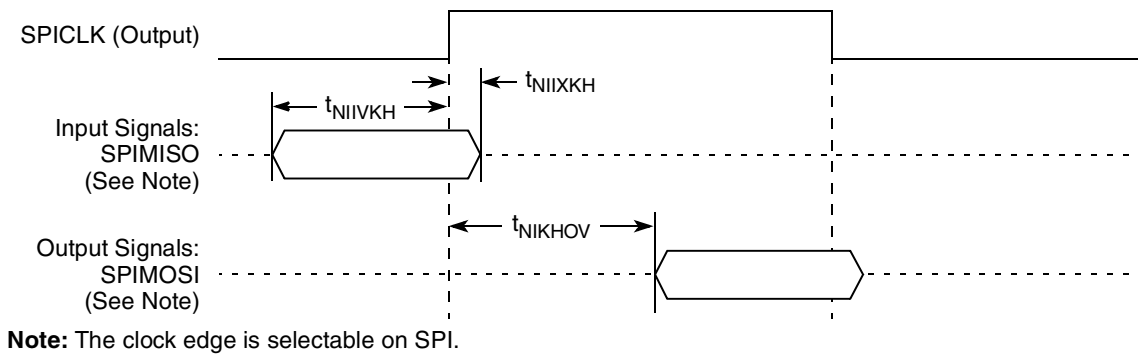 SPICLK (Output)
tNIIXKH
tNIIVKH
Input Signals:
SPIMISO
(See Note)
tNIKHOV
Output Signals:
SPIMOSI
(See Note)
Note: The clock edge is selectable on SPI.